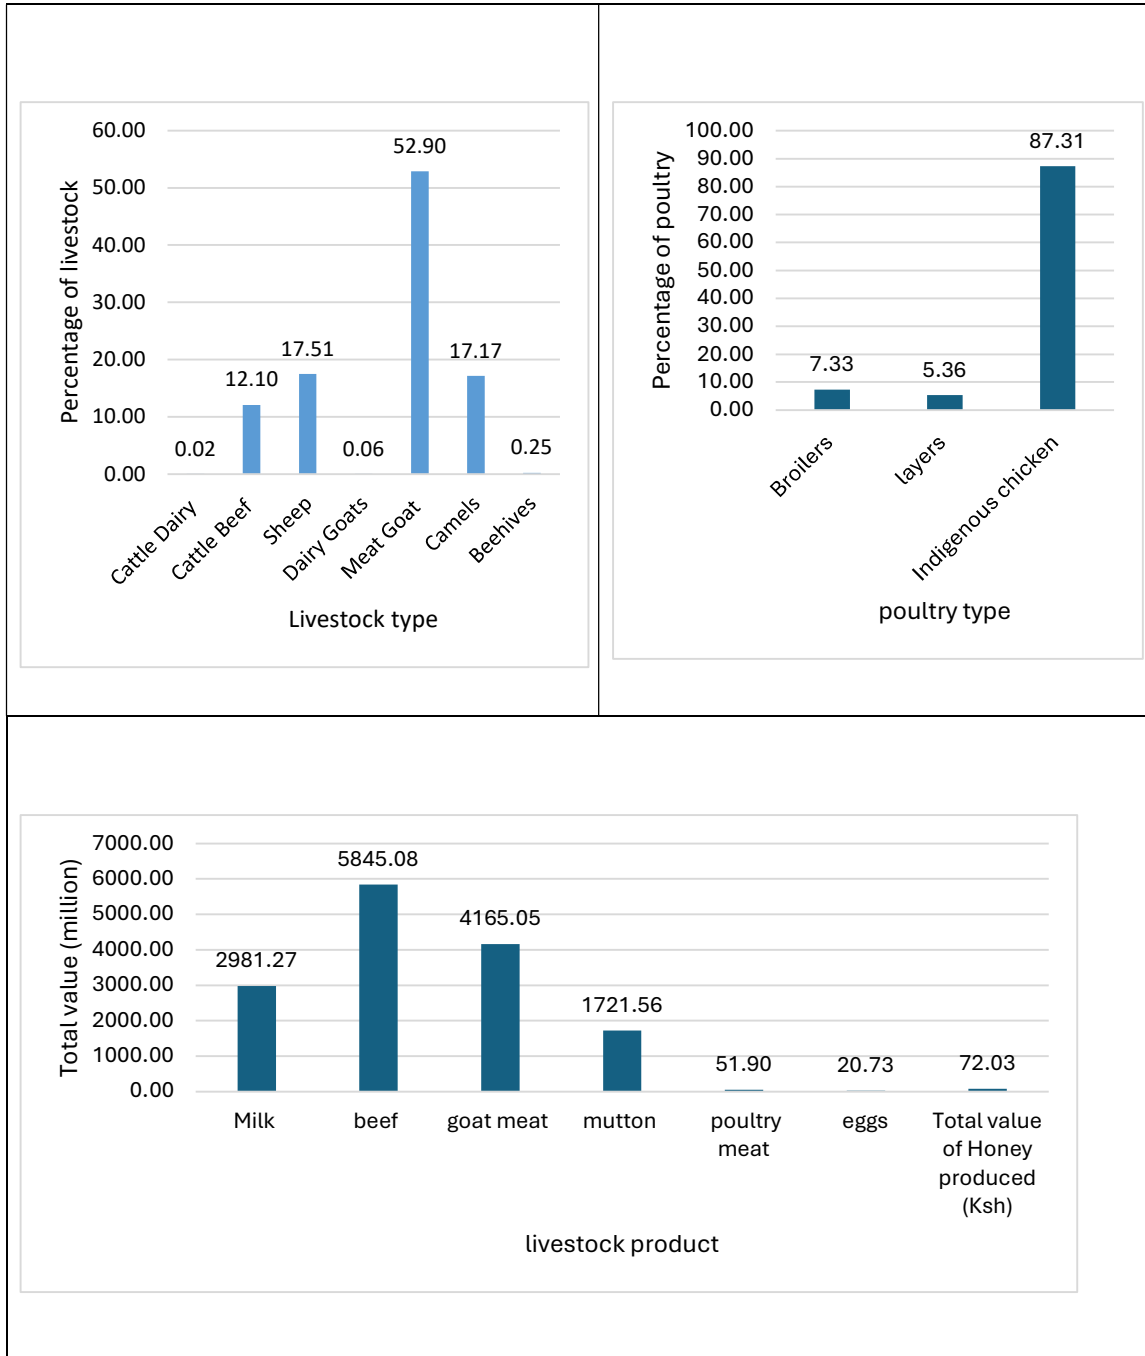 60.00
50.00
40.00
30.00
20.00
10.00
0.00
Percentage of livestock
0.02
12.10
17.51
0.06
52.90
17.17
0.25
Cattle Dairy
Cattle Beef
Sheep
Dairy Goats
Meat Goat
Camels
Beehives
Livestock type
100.00
90.00
80.00
70.00
60.00
50.00
40.00
30.00
20.00
10.00
0.00
Percentage of poultry
7.33
5.36
87.31
Broilers
layers
Indigenous chicken
poultry type
7000.00
6000.00
5000.00
4000.00
3000.00
2000.00
1000.00
0.00
Total value (million)
2981.27
5845.08
4165.05
1721.56
51.90
20.73
72.03
Milk
beef
goat meat
mutton
poultry
meat
eggs
Total value
of Honey
produced
(Ksh)
livestock product